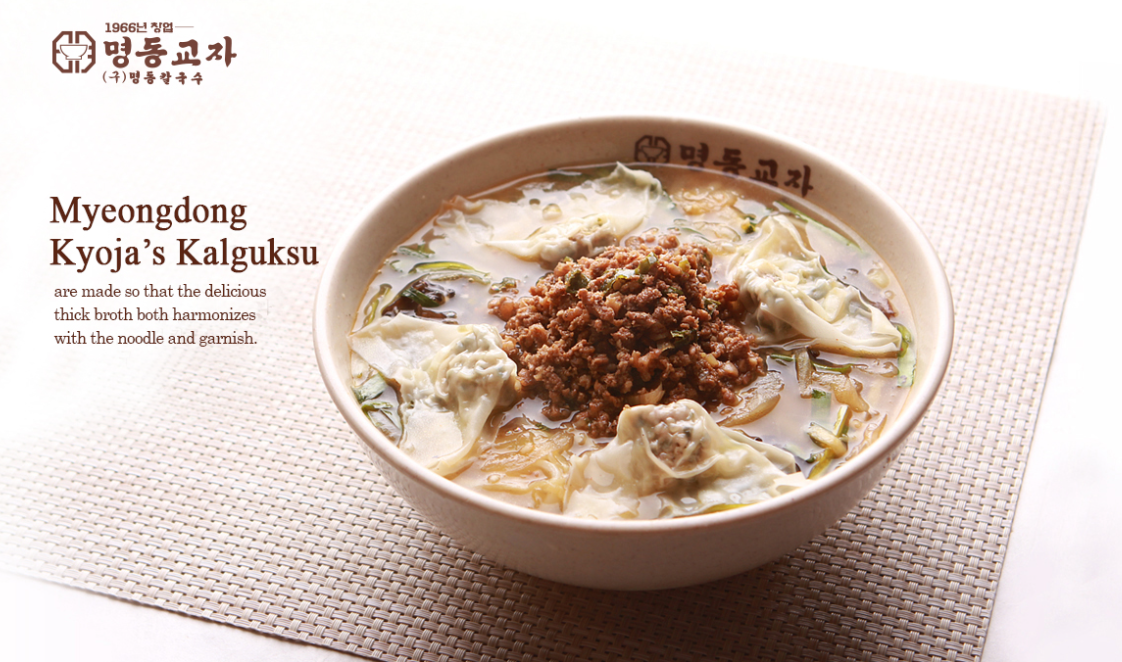 1966년 창업
명동교자
(구)명동칼국수
명동교자
Myeongdong
Kyoja’s Kalguksu
are made so that the delicious
thick broth both harmonizes
with the noodle and garnish.